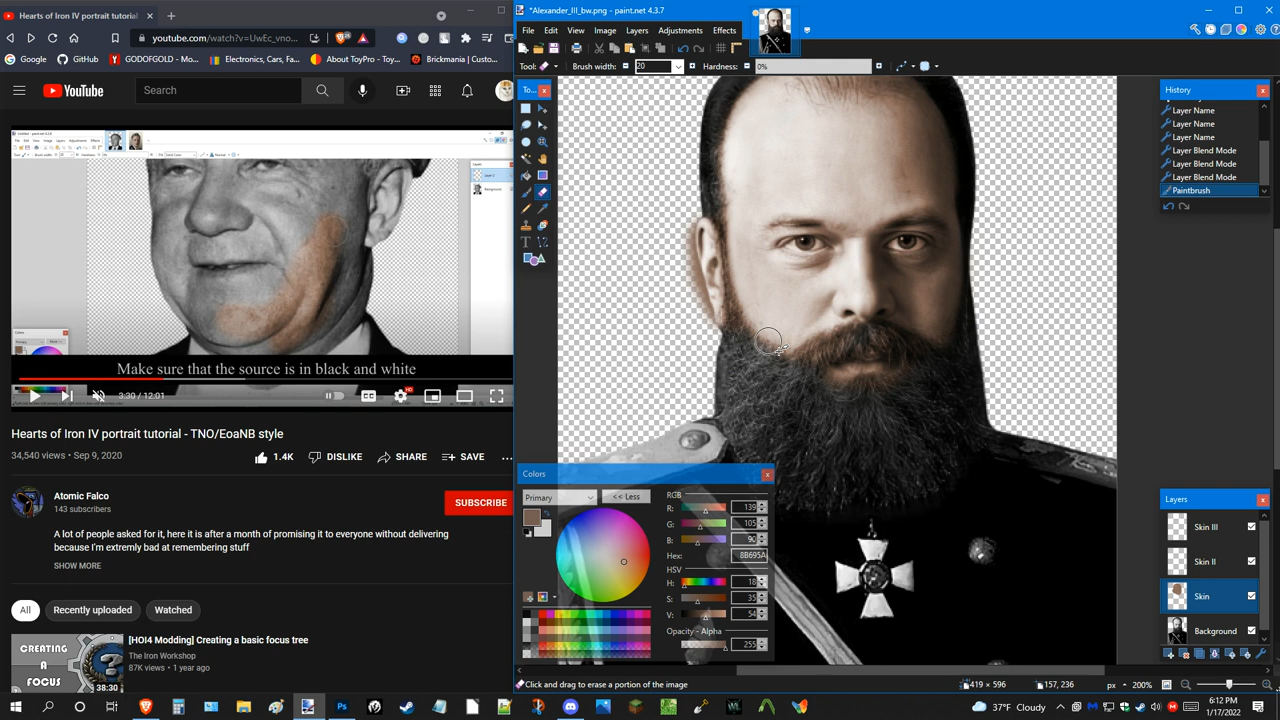 Hearts of Iron IV portrait tutorial
youtube.com/watch?v=UwEc_vno...
Google
GitHub
YT GODOFGOLD - You...
Electronics, Cars, Fa...
About PyPro - Tomat...
Brickmania | Custo...
YouTube
Search
Make sure that the source is in black and white
3:30 / 12:01
CC
HD
Hearts of Iron IV portrait tutorial - TNO/EoaNB style
34,540 views • Sep 9, 2020
1.4K
DISLIKE
SHARE
SAVE
Atomic Falco
143 subscribers
SUBSCRIBE
A lot of people asked for it, here it is after a month of promising it to everyone without delivering
because I'm extremly bad at remembering stuff
SHOW MORE
All
Recently uploaded
Watched
CREATING
A
FOCUS
38:30
[HOI4 Modding] Creating a basic focus tree
The Iron Workshop
87K views • 1 year ago
*Alexander_III_bw.png - paint.net 4.3.7
File Edit View Image Layers Adjustments Effects
Tool:
Brush width:
20
Hardness:
0%
To...
History
Layer Name
Layer Name
Layer Name
Layer Blend Mode
Layer Blend Mode
Layer Blend Mode
Paintbrush
Colors
Primary
<< Less
RGB
R: 139
G: 105
B: 90
Hex: 8B695A
HSV
H: 18
S: 35
V: 54
Opacity - Alpha
255
Layers
Skin III
Skin II
Skin
Background
Click and drag to erase a portion of the image
419 × 596
157, 236
px
200%
37°F Cloudy
6:12 PM
1/17/2022